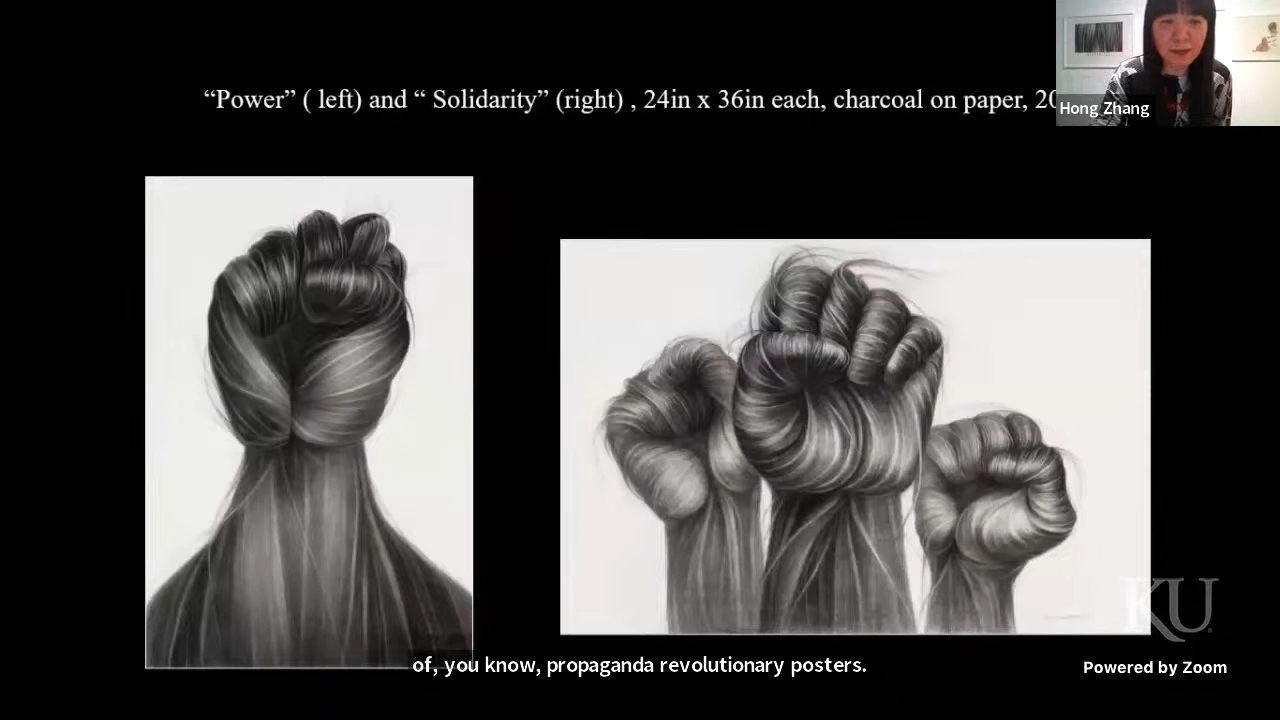 “Power” ( left) and “ Solidarity” (right) , 24in x 36in each, charcoal on paper, 20
Hong Zhang
KU
of, you know, propaganda revolutionary posters.
Powered by Zoom